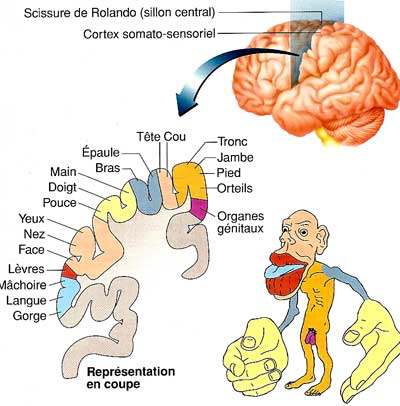 Scissure de Rolando (sillon central)
Cortex somato-sensoriel
Tête Cou
Épaule
Bras
Main
Doigt
Pouce
Yeux
Nez
Face
Lèvres
Mâchoire
Langue
Gorge
Tronc
Jambe
Pied
Orteils
Organes
génitaux
Représentation
en coupe